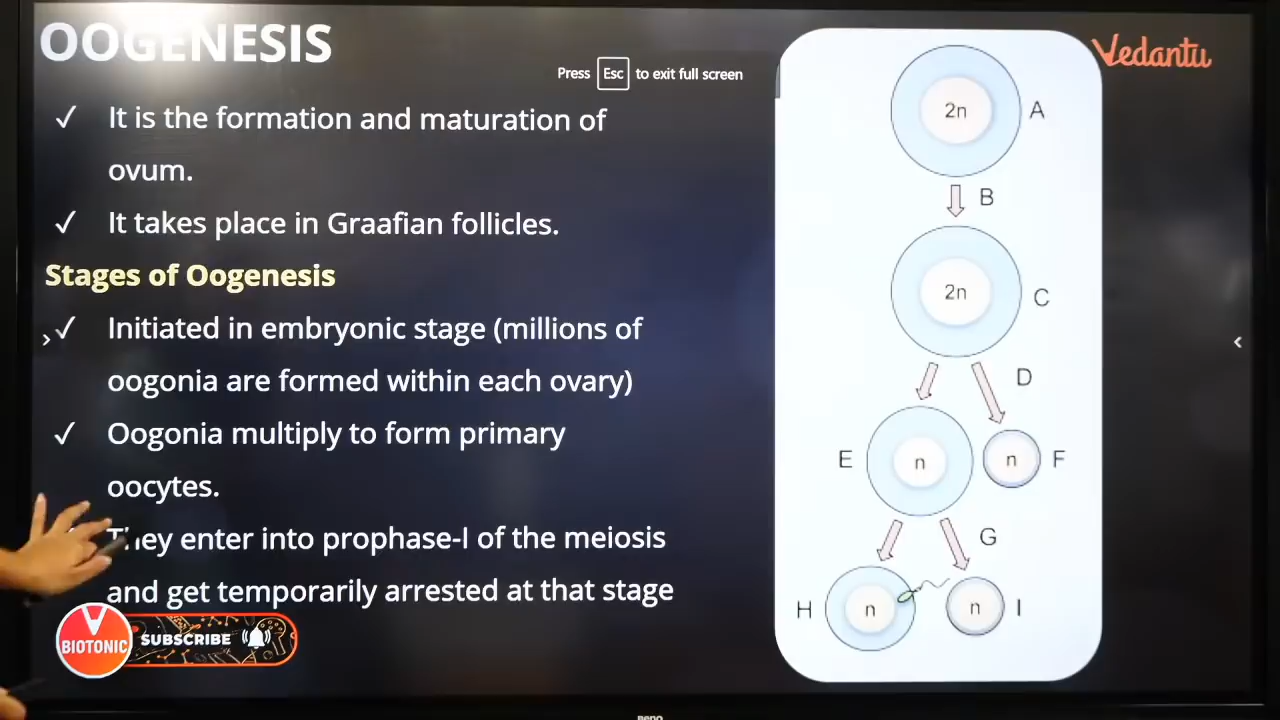 OOGENESIS
Press Esc to exit full screen
Vedantu
✓ It is the formation and maturation of
ovum.
✓ It takes place in Graafian follicles.
Stages of Oogenesis
✓ Initiated in embryonic stage (millions of
oogonia are formed within each ovary)
✓ Oogonia multiply to form primary
oocytes.
They enter into prophase-I of the meiosis
and get temporarily arrested at that stage
2n A
B
2n C
D
E n n F
G
H n n I
V
BIOTONIC
SUBSCRIBE
BenQ